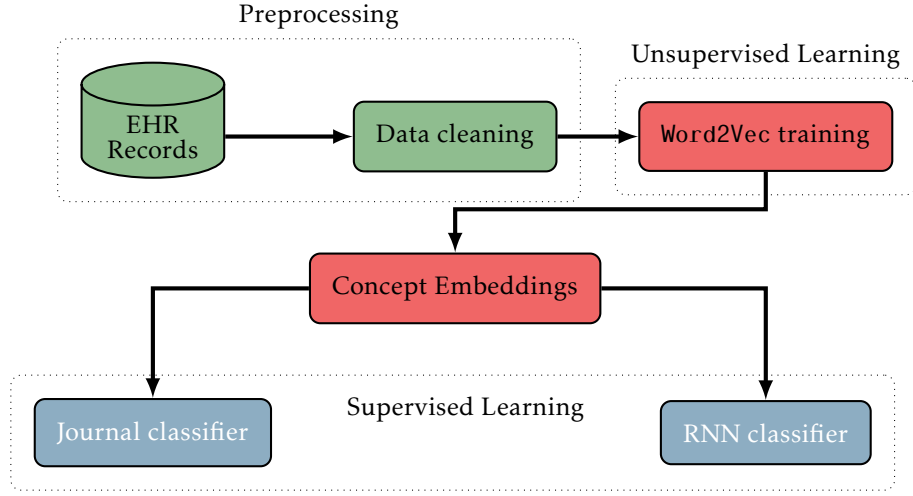 Preprocessing
Unsupervised Learning
EHR
Records
Data cleaning
Word2Vec training
Concept Embeddings
Supervised Learning
Journal classifier
RNN classifier